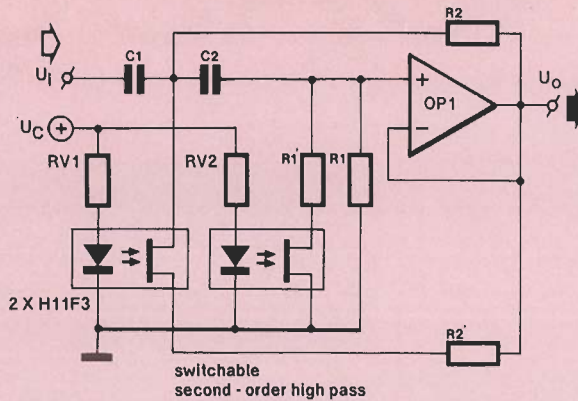 R2
C1
C2
Ui
+
OP1
−
Uo
UC
+
RV1
RV2
R1'
R1
2 X H11F3
R2'
switchable
second - order high pass